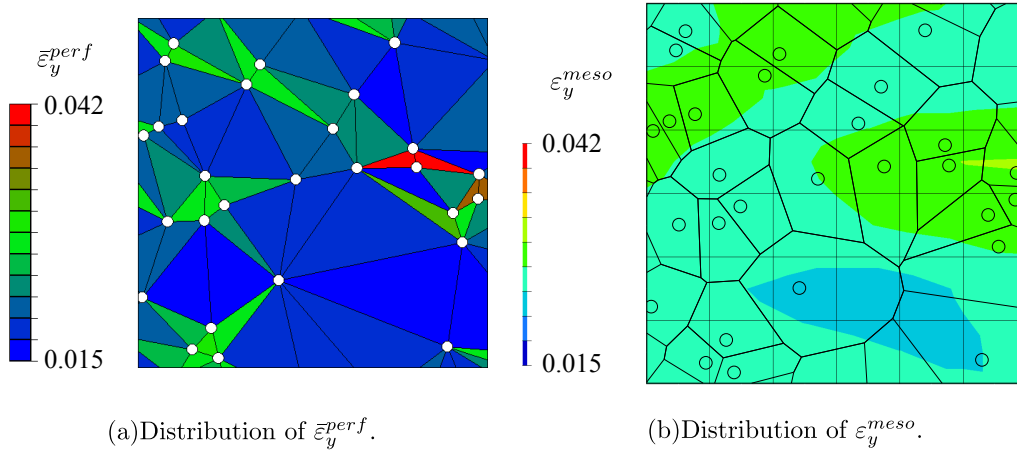 ε̄_y^{perf}
0.042
0.015
ε_y^{meso}
0.042
0.015
(a)Distribution of ε̄_y^{perf}.
(b)Distribution of ε_y^{meso}.